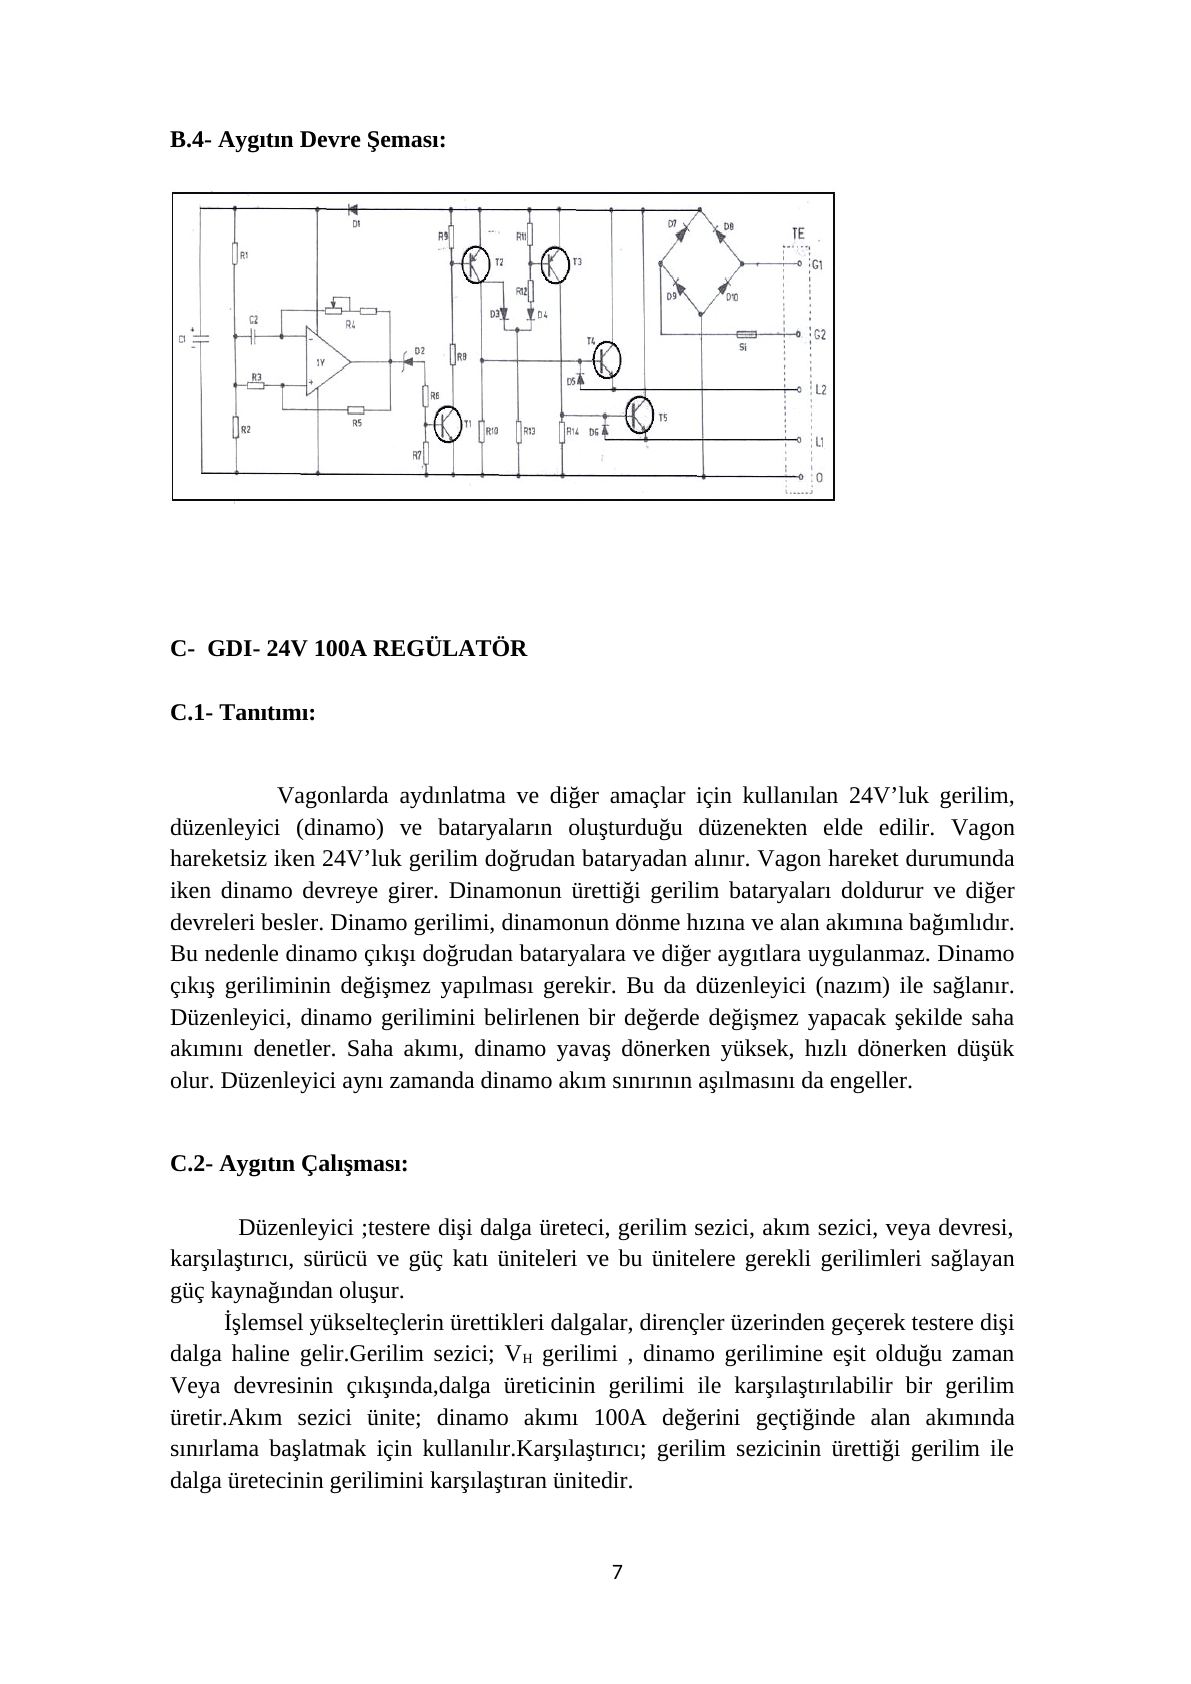 B.4- Aygıtın Devre Şeması:
D1
R1
R9
T2
R11
T3
D7
D8
TE
G1
R12
D9
D10
C1
C2
R4
D3
D4
G2
Si
1Y
D2
R8
T4
D5
L2
R3
R6
R5
R2
T1
R10
R13
R14
D6
T5
L1
R7
O
C- GDI- 24V 100A REGÜLATÖR
C.1- Tanıtımı:
Vagonlarda aydınlatma ve diğer amaçlar için kullanılan 24V’luk gerilim,
düzenleyici (dinamo) ve bataryaların oluşturduğu düzenekten elde edilir. Vagon
hareketsiz iken 24V’luk gerilim doğrudan bataryadan alınır. Vagon hareket durumunda
iken dinamo devreye girer. Dinamonun ürettiği gerilim bataryaları doldurur ve diğer
devreleri besler. Dinamo gerilimi, dinamonun dönme hızına ve alan akımına bağımlıdır.
Bu nedenle dinamo çıkışı doğrudan bataryalara ve diğer aygıtlara uygulanmaz. Dinamo
çıkış geriliminin değişmez yapılması gerekir. Bu da düzenleyici (nazım) ile sağlanır.
Düzenleyici, dinamo gerilimini belirlenen bir değerde değişmez yapacak şekilde saha
akımını denetler. Saha akımı, dinamo yavaş dönerken yüksek, hızlı dönerken düşük
olur. Düzenleyici aynı zamanda dinamo akım sınırının aşılmasını da engeller.
C.2- Aygıtın Çalışması:
Düzenleyici ;testere dişi dalga üreteci, gerilim sezici, akım sezici, veya devresi,
karşılaştırıcı, sürücü ve güç katı üniteleri ve bu ünitelere gerekli gerilimleri sağlayan
güç kaynağından oluşur.
İşlemsel yükselteçlerin ürettikleri dalgalar, dirençler üzerinden geçerek testere dişi
dalga haline gelir.Gerilim sezici; VH gerilimi , dinamo gerilimine eşit olduğu zaman
Veya devresinin çıkışında,dalga üreticinin gerilimi ile karşılaştırılabilir bir gerilim
üretir.Akım sezici ünite; dinamo akımı 100A değerini geçtiğinde alan akımında
sınırlama başlatmak için kullanılır.Karşılaştırıcı; gerilim sezicinin ürettiği gerilim ile
dalga üretecinin gerilimini karşılaştıran ünitedir.
7